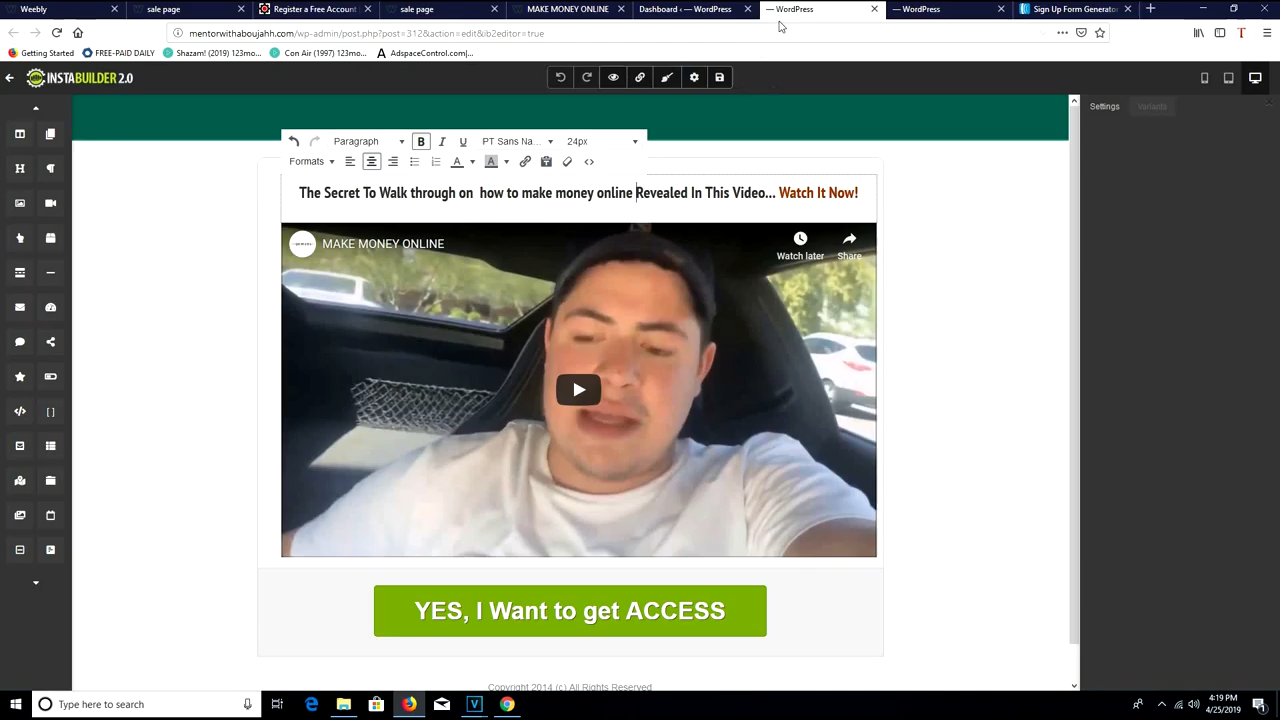 Weebly
sale page
Register a Free Account
sale page
MAKE MONEY ONLINE
Dashboard ‹ — WordPress
— WordPress
— WordPress
Sign Up Form Generator
mentorwithaboujahh.com/wp-admin/post.php?post=312&action=edit&ib2editor=true
Getting Started
FREE-PAID DAILY
Shazam! (2019) 123mo...
Con Air (1997) 123mo...
AdspaceControl.com|...
INSTABUILDER 2.0
Settings
Variants
Paragraph
B
I
U
PT Sans Na...
24px
Formats
A
A
The Secret To Walk through on how to make money online Revealed In This Video... Watch It Now!
MAKE MONEY ONLINE
Watch later
Share
YES, I Want to get ACCESS
Copyright 2014 (c) All Rights Reserved
Type here to search
4:19 PM
4/25/2019